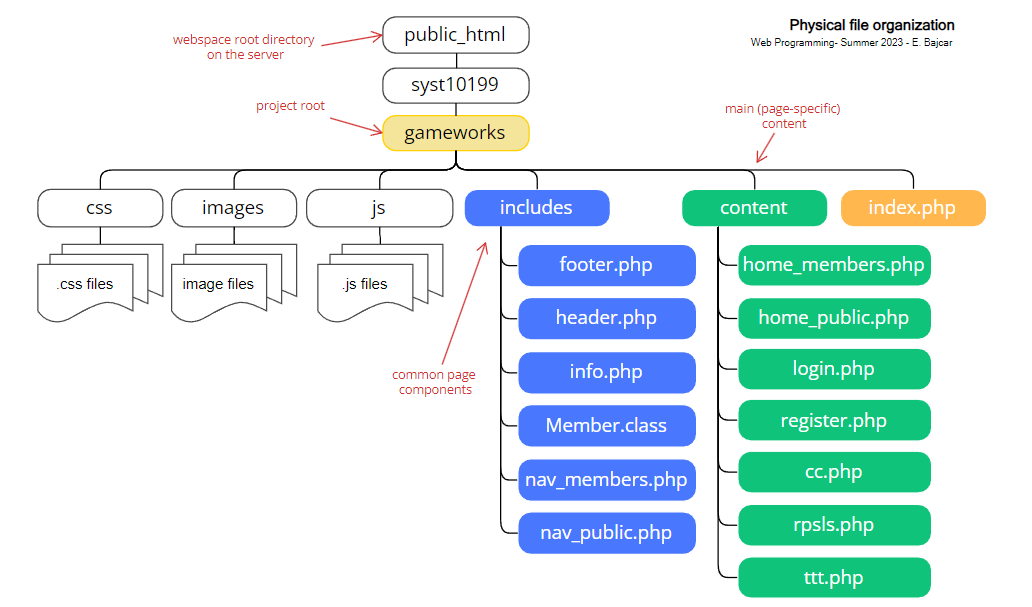 Physical file organization
Web Programming- Summer 2023 - E. Bajcar
webspace root directory
on the server
public_html
syst10199
project root
gameworks
main (page-specific)
content
css
images
js
includes
content
index.php
.css files
image files
.js files
footer.php
header.php
info.php
Member.class
nav_members.php
nav_public.php
common page
components
home_members.php
home_public.php
login.php
register.php
cc.php
rpsls.php
ttt.php